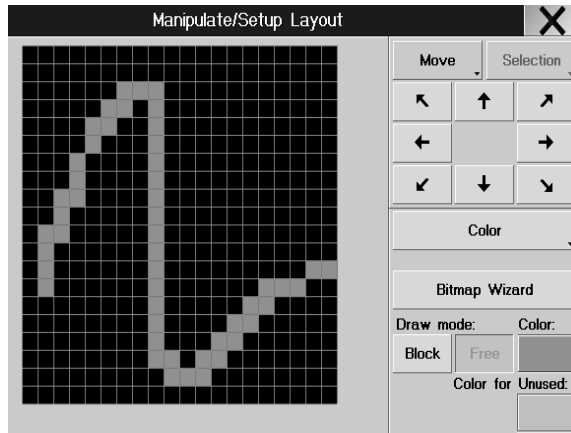 Manipulate/Setup Layout
Move Selection
Color
Bitmap Wizard
Draw mode: Color:
Block Free
Color for Unused: